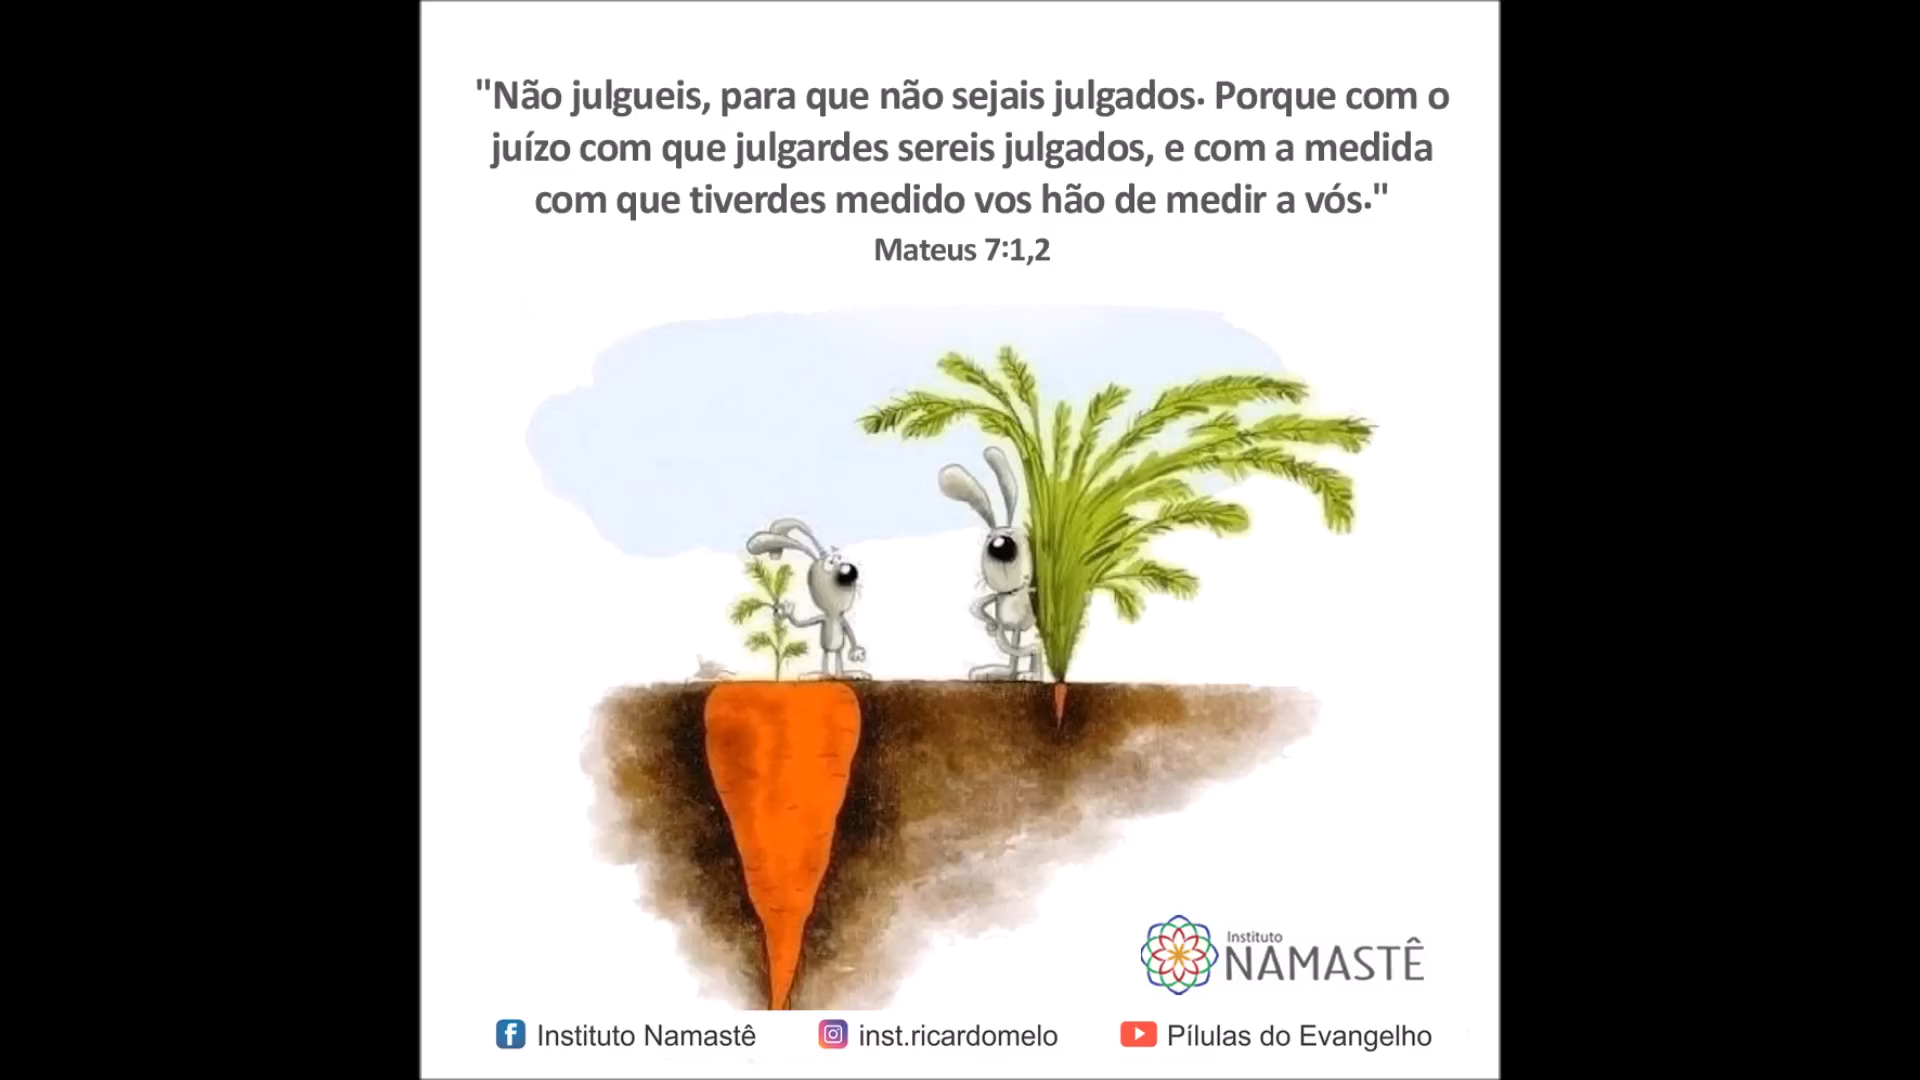 "Não julgueis, para que não sejais julgados. Porque com o
juízo com que julgardes sereis julgados, e com a medida
com que tiverdes medido vos hão de medir a vós."
Mateus 7:1,2
Instituto
NAMASTÊ
Instituto Namastê
inst.ricardomelo
Pílulas do Evangelho